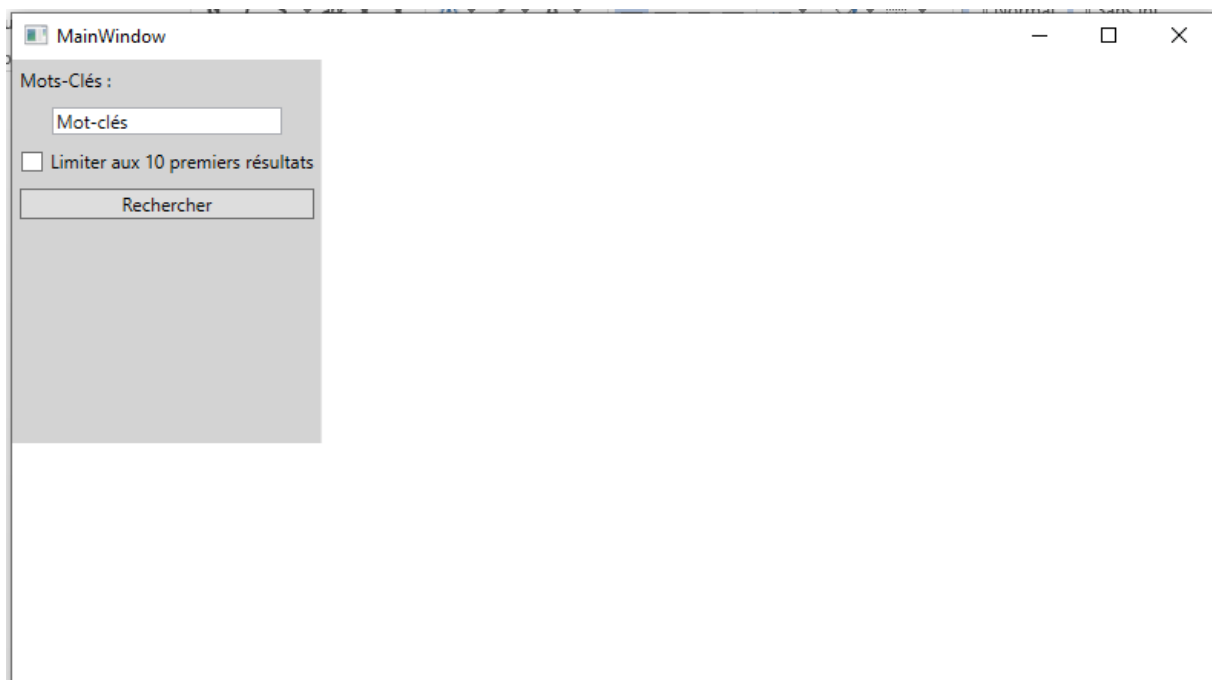 MainWindow
Mots-Clés :
Mot-clés
Limiter aux 10 premiers résultats
Rechercher